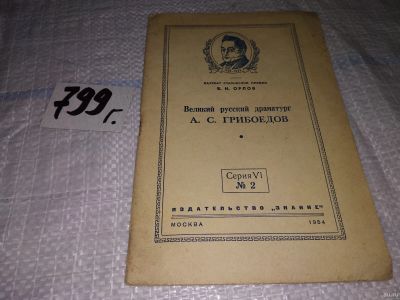 799г.
ЛАУРЕАТ СТАЛИНСКОЙ ПРЕМИИ
В. Н. ОРЛОВ
Великий русский драматург
А. С. ГРИБОЕДОВ
Серия VI
№ 2
ИЗДАТЕЛЬСТВО „ЗНАНИЕ"
МОСКВА 1954